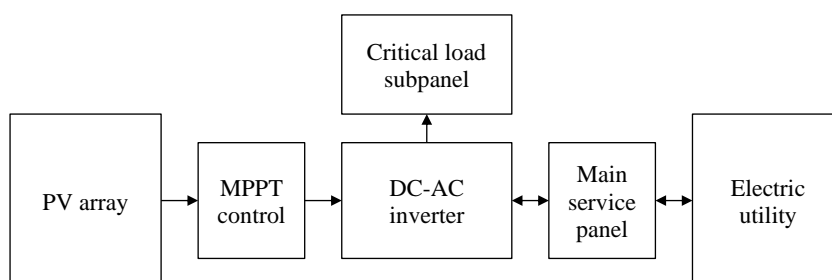 Critical load
subpanel
PV array
MPPT
control
DC-AC
inverter
Main
service
panel
Electric
utility